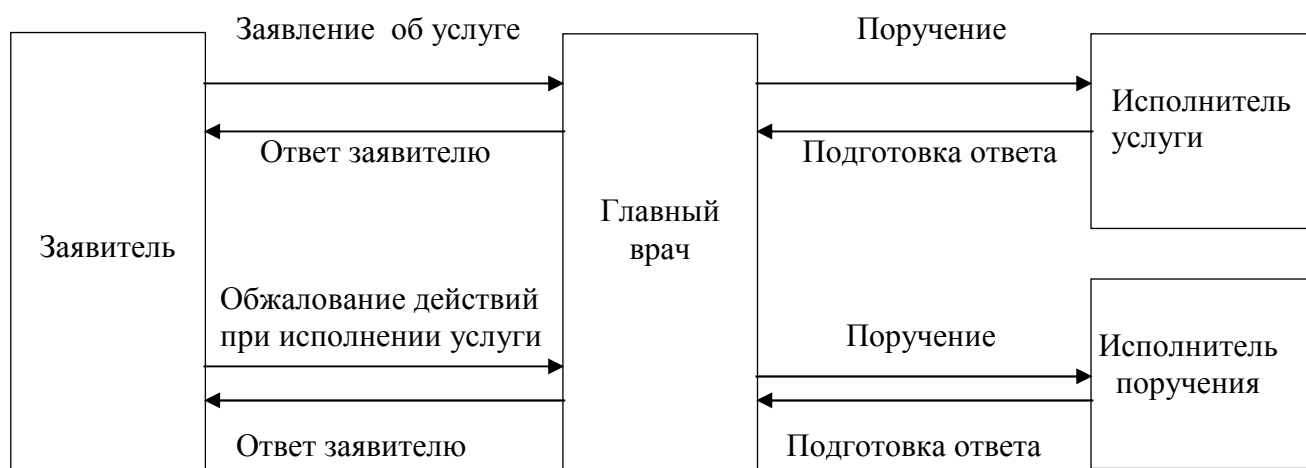 Заявление об услуге
Поручение
Исполнитель
услуги
Ответ заявителю
Подготовка ответа
Главный
врач
Заявитель
Обжалование действий
при исполнении услуги
Поручение
Исполнитель
поручения
Ответ заявителю
Подготовка ответа